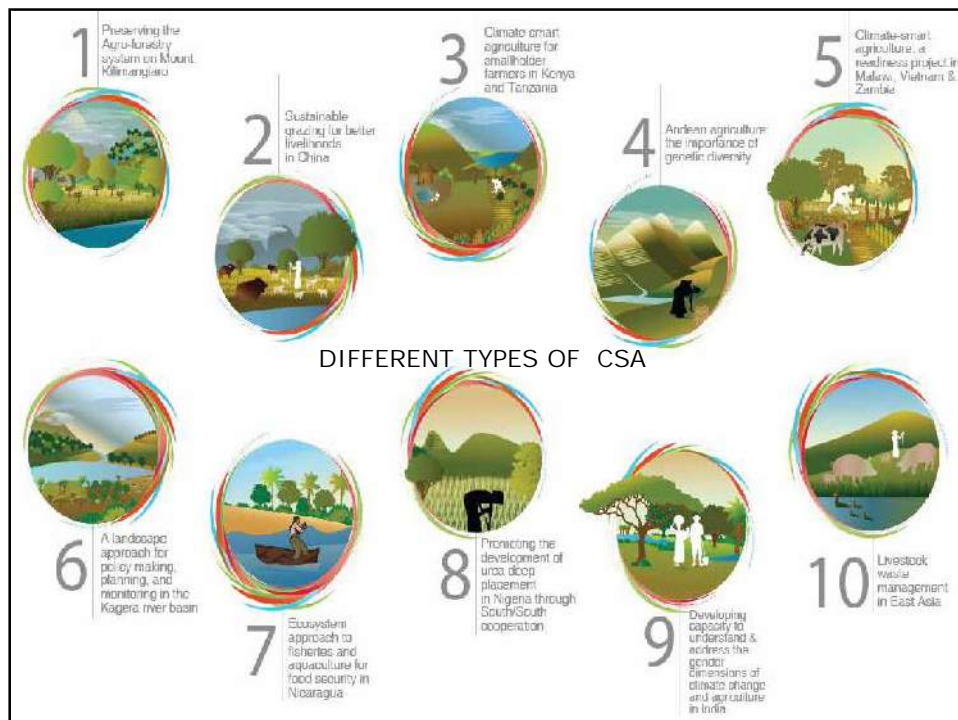 1
Preserving the
Agro-forestry
system on Mount
Kilimanjaro
2
Sustainable
grazing for better
livelihoods
in China
3
Climate-smart
agriculture for
smallholder
farmers in Kenya
and Tanzania
4
Andean agriculture:
the importance of
genetic diversity
5
Climate-smart
agriculture: a
readiness project in
Malawi, Vietnam &
Zambia
DIFFERENT TYPES OF CSA
6
A landscape
approach for
policy making,
planning, and
monitoring in the
Kagera river basin
7
Ecosystem
approach to
fisheries and
aquaculture for
food security in
Nicaragua
8
Promoting the
development of
urea deep
placement
in Nigeria through
South/South
cooperation
9
Developing
capacity to
understand &
address the
gender
dimensions of
climate change
and agriculture
in India
10
Livestock
waste
management
in East Asia